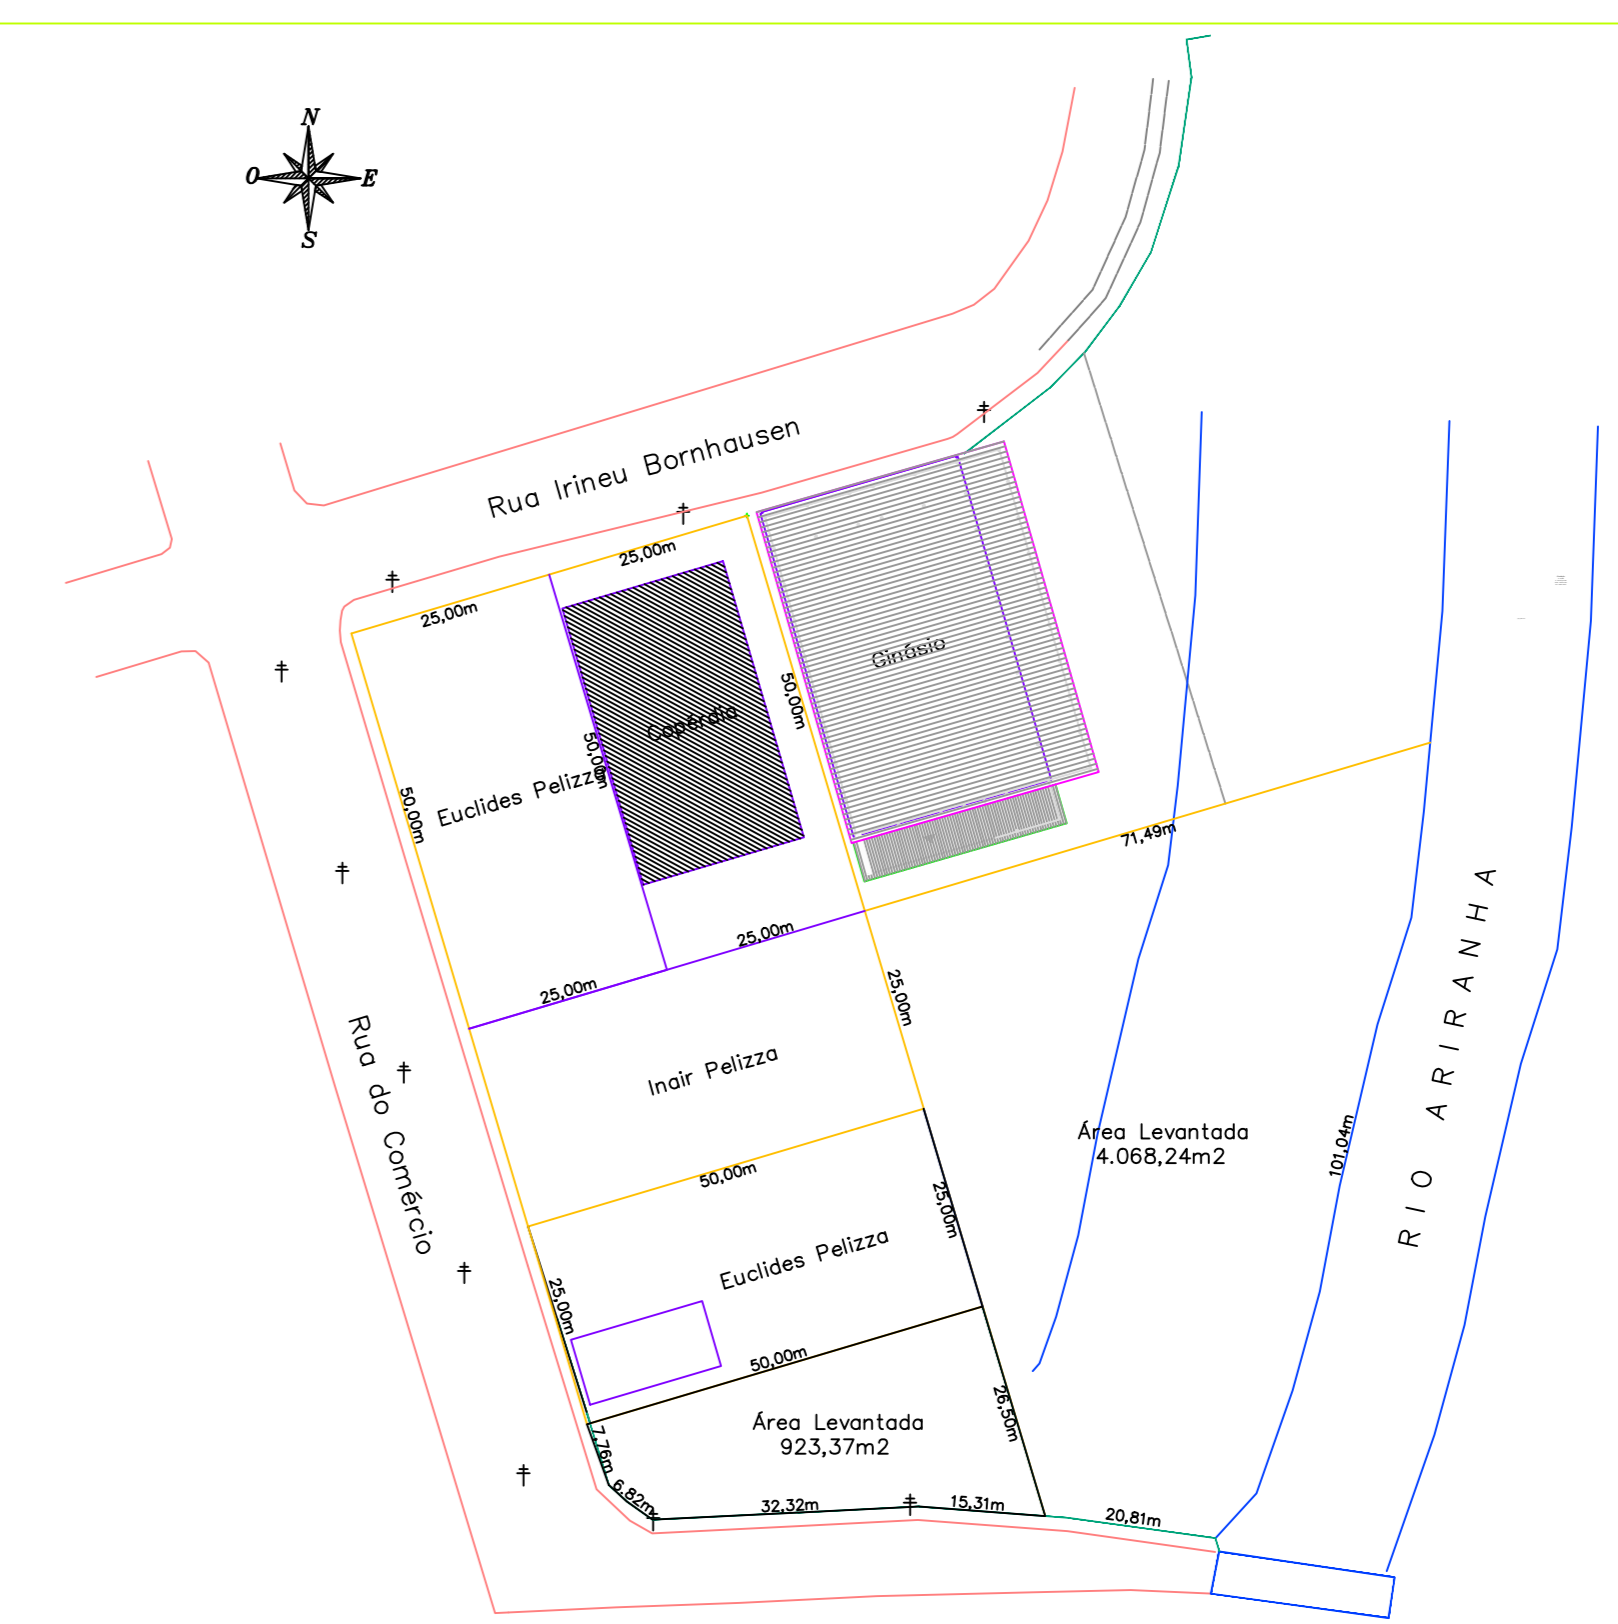 N
O
E
S
Rua Irineu Bornhausen
25,00m
25,00m
Ginásio
50,00m
Copérdia
50,00m
Euclides Pelizza
50,00m
71,49m
25,00m
25,00m
25,00m
Inair Pelizza
Rua do Comércio
RIO ARIRANHA
Área Levantada
4.068,24m2
101,04m
50,00m
25,00m
Euclides Pelizza
25,00m
50,00m
26,50m
Área Levantada
923,37m2
7,76m
6,82m
32,32m
15,31m
20,81m